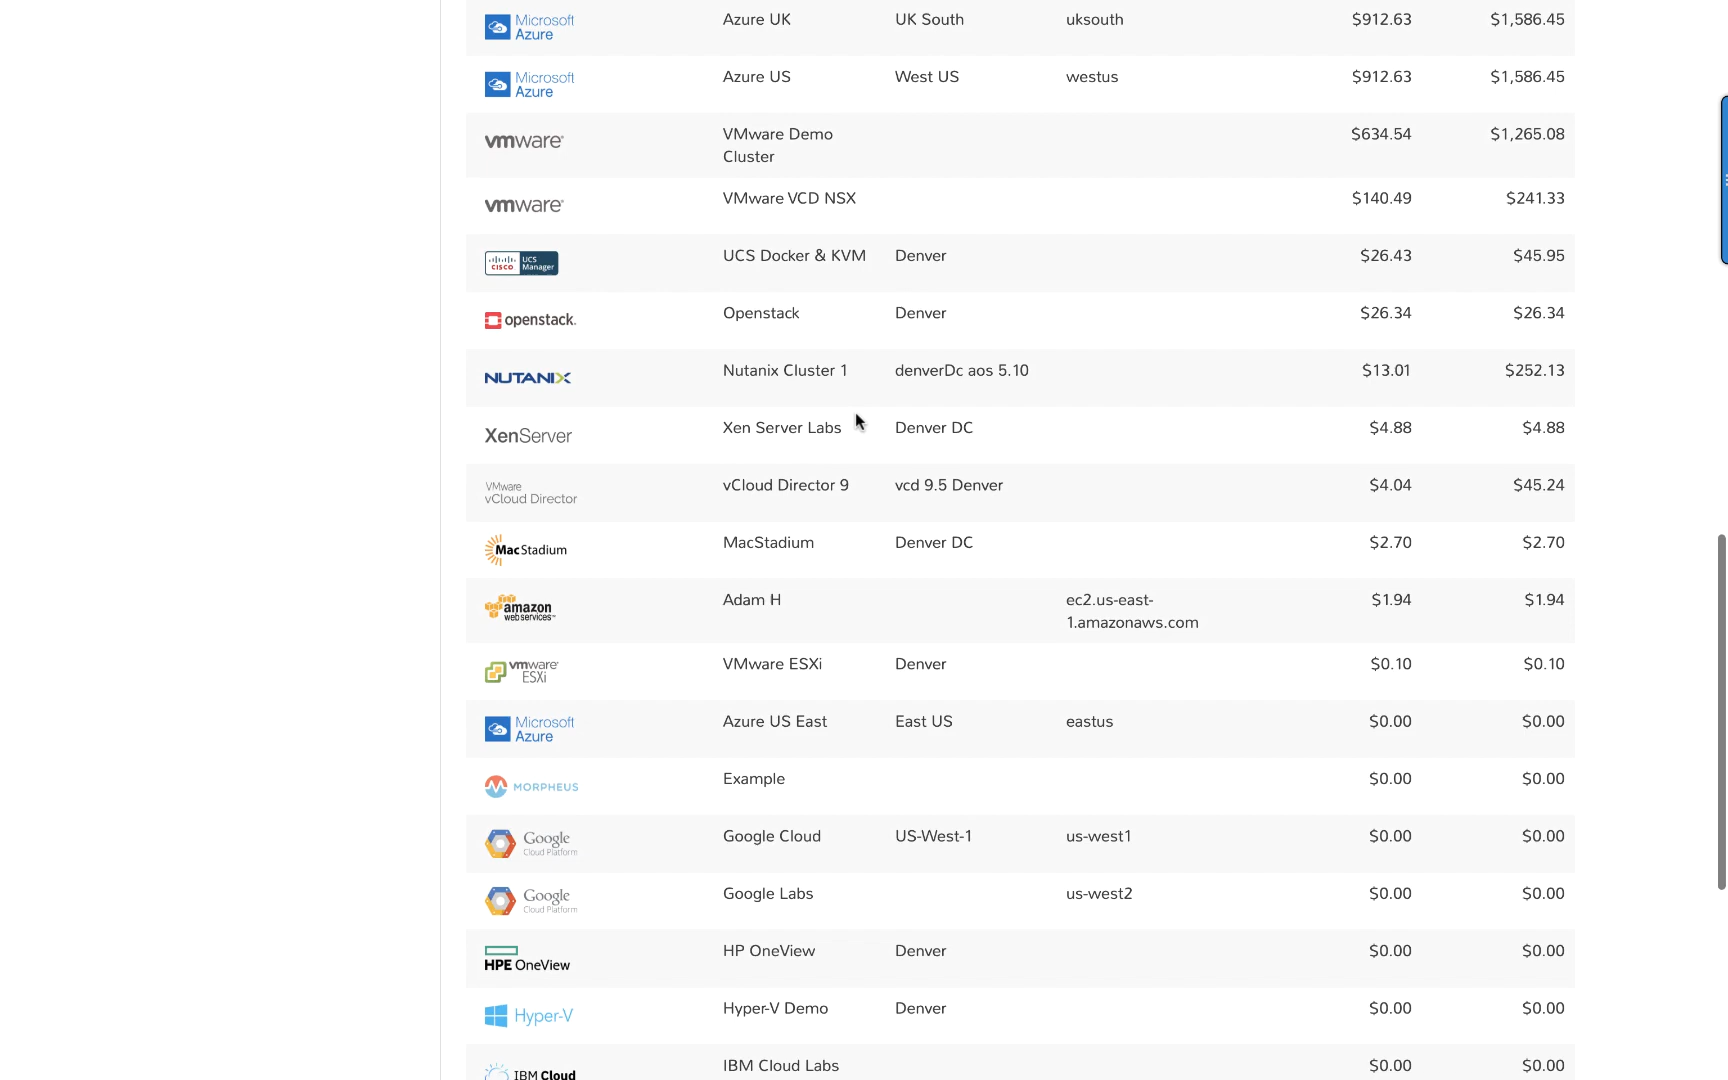 Microsoft
Azure
Azure UK UK South uksouth $912.63 $1,586.45
Microsoft
Azure
Azure US West US westus $912.63 $1,586.45
vmware
VMware Demo
Cluster
$634.54 $1,265.08
vmware
VMware VCD NSX $140.49 $241.33
CISCO UCS
Manager
UCS Docker & KVM Denver $26.43 $45.95
openstack.
Openstack Denver $26.34 $26.34
NUTANIX
Nutanix Cluster 1 denverDc aos 5.10 $13.01 $252.13
XenServer
Xen Server Labs Denver DC $4.88 $4.88
VMware
vCloud Director
vCloud Director 9 vcd 9.5 Denver $4.04 $45.24
MacStadium
MacStadium Denver DC $2.70 $2.70
amazon
webservices
Adam H ec2.us-east-
1.amazonaws.com
$1.94 $1.94
vmware
ESXi
VMware ESXi Denver $0.10 $0.10
Microsoft
Azure
Azure US East East US eastus $0.00 $0.00
MORPHEUS
Example $0.00 $0.00
Google
Cloud Platform
Google Cloud US-West-1 us-west1 $0.00 $0.00
Google
Cloud Platform
Google Labs us-west2 $0.00 $0.00
HPE OneView
HP OneView Denver $0.00 $0.00
Hyper-V
Hyper-V Demo Denver $0.00 $0.00
IBM Cloud
IBM Cloud Labs $0.00 $0.00